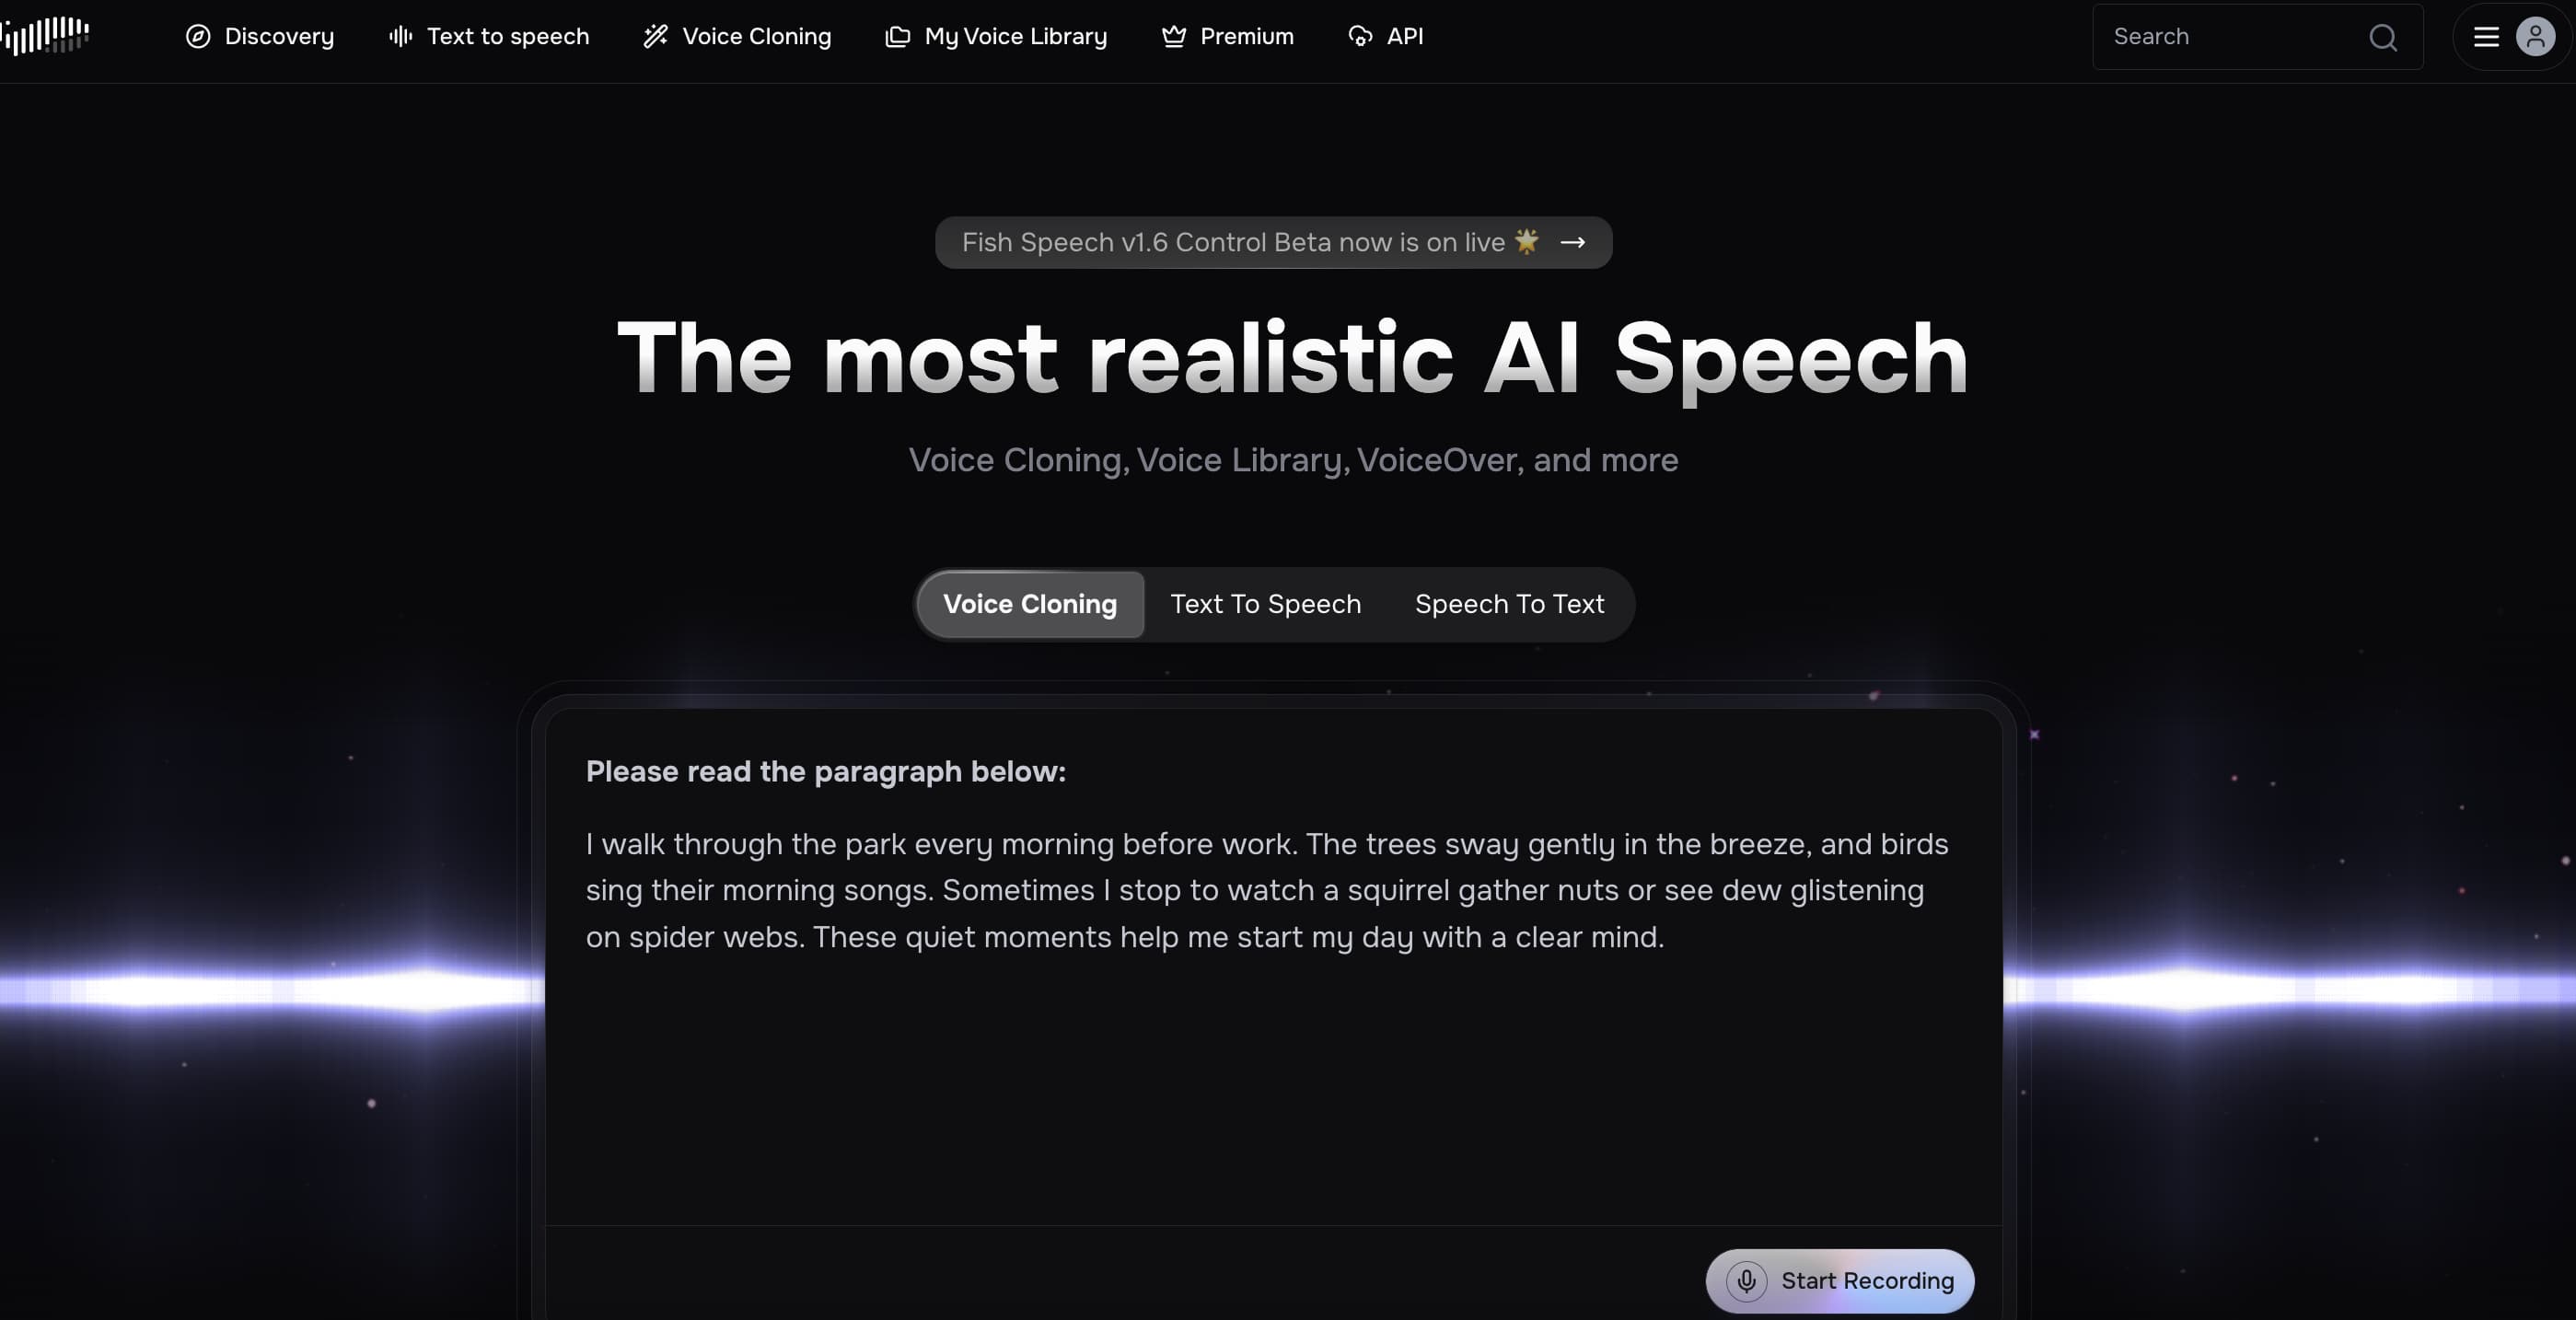 Discovery
Text to speech
Voice Cloning
My Voice Library
Premium
API
Search
Fish Speech v1.6 Control Beta now is on live 🌟 →
The most realistic AI Speech
Voice Cloning, Voice Library, VoiceOver, and more
Voice Cloning
Text To Speech
Speech To Text
Please read the paragraph below:
I walk through the park every morning before work. The trees sway gently in the breeze, and birds
sing their morning songs. Sometimes I stop to watch a squirrel gather nuts or see dew glistening
on spider webs. These quiet moments help me start my day with a clear mind.
Start Recording